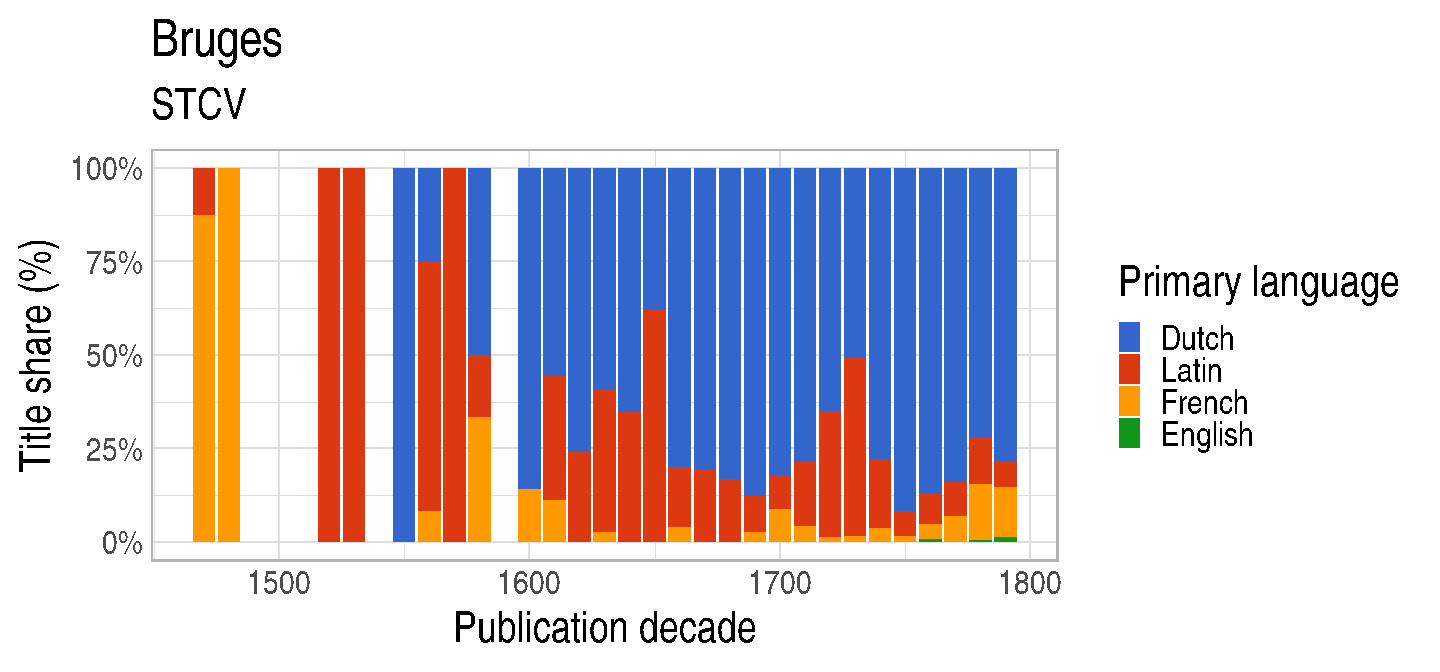 Bruges
STCV
100%
75%
50%
25%
0%
Title share (%)
1500
1600
1700
1800
Publication decade
Primary language
Dutch
Latin
French
English